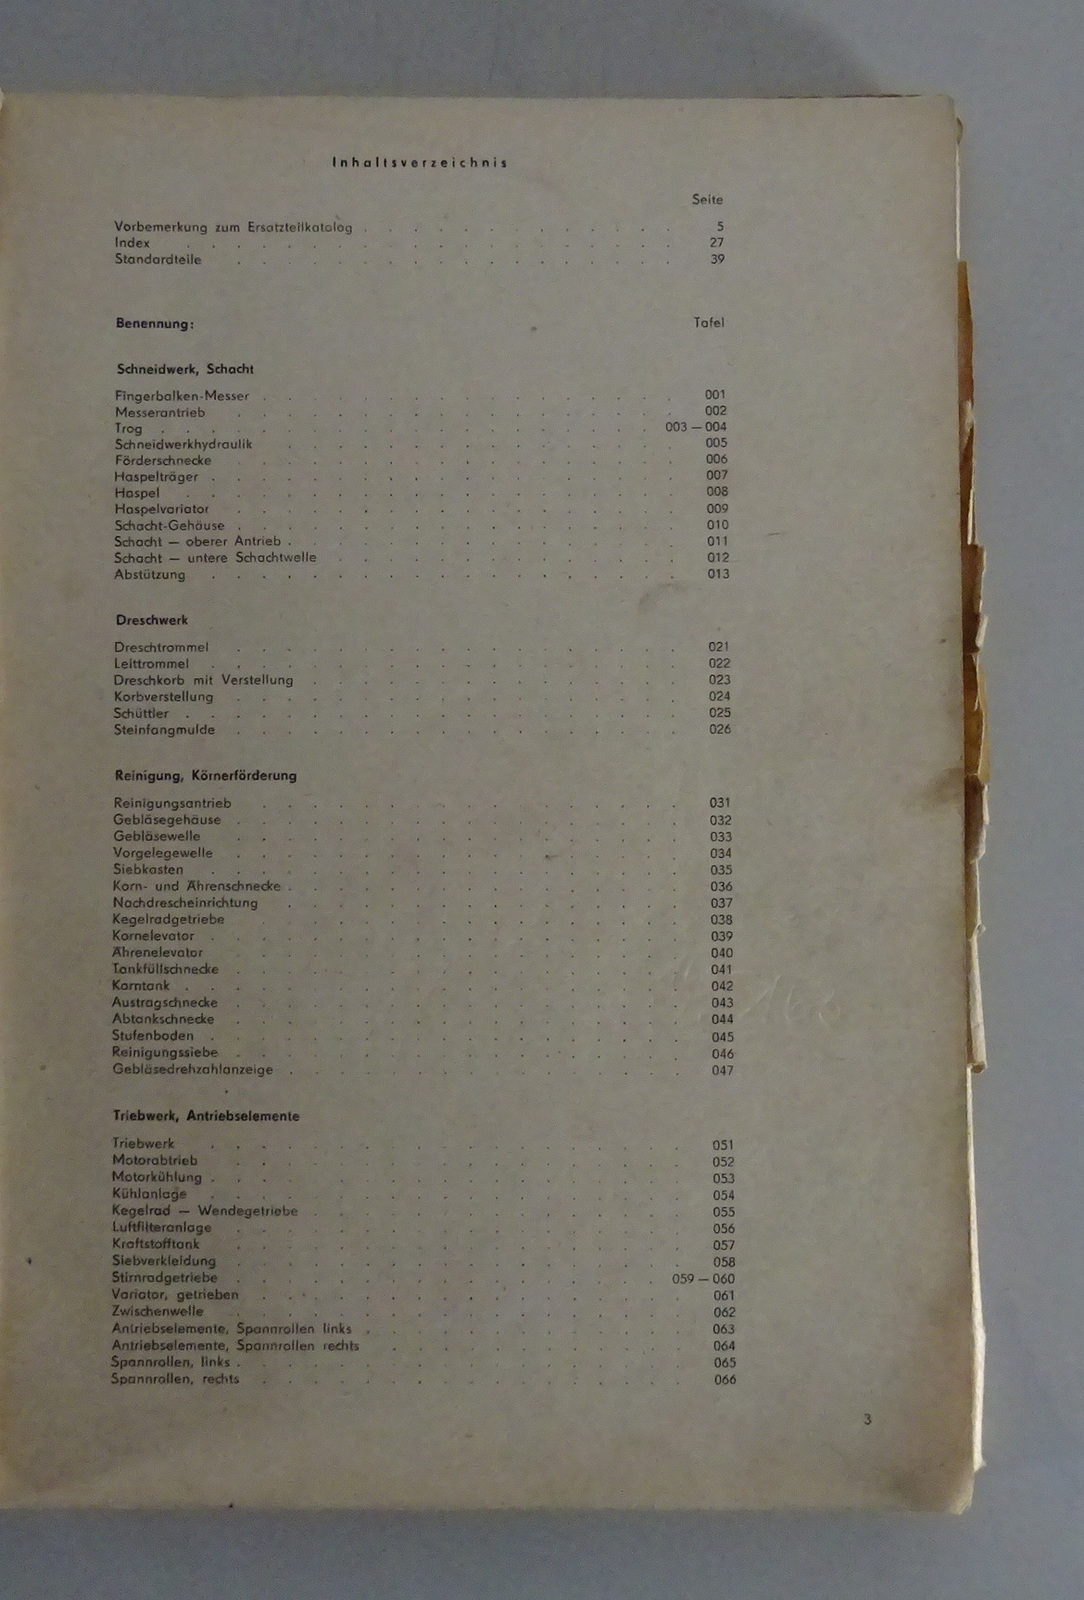 Inhaltsverzeichnis
Seite
Vorbemerkung zum Ersatzteilkatalog . . . . . . . . . . . . . 5
Index . . . . . . . . . . . . . . . . . . . 27
Standardteile . . . . . . . . . . . . . . . . . . 39
Benennung: Tafel
Schneidwerk, Schacht
Fingerbalken-Messer . . . . . . . . . . . . . . . . . 001
Messerantrieb . . . . . . . . . . . . . . . . . . 002
Trog . . . . . . . . . . . . . . . . . . . . 003 — 004
Schneidwerkhydraulik . . . . . . . . . . . . . . . . . 005
Förderschnecke . . . . . . . . . . . . . . . . . . 006
Haspelträger . . . . . . . . . . . . . . . . . . . 007
Haspel . . . . . . . . . . . . . . . . . . . . 008
Haspelvariator . . . . . . . . . . . . . . . . . . 009
Schacht-Gehäuse . . . . . . . . . . . . . . . . . . 010
Schacht — oberer Antrieb . . . . . . . . . . . . . . . . 011
Schacht — untere Schachtwelle . . . . . . . . . . . . . . 012
Abstützung . . . . . . . . . . . . . . . . . . . 013
Dreschwerk
Dreschtrommel . . . . . . . . . . . . . . . . . . 021
Leittrommel . . . . . . . . . . . . . . . . . . . 022
Dreschkorb mit Verstellung . . . . . . . . . . . . . . . 023
Korbverstellung . . . . . . . . . . . . . . . . . . 024
Schüttler . . . . . . . . . . . . . . . . . . . . 025
Steinfangmulde . . . . . . . . . . . . . . . . . . 026
Reinigung, Körnerförderung
Reinigungsantrieb . . . . . . . . . . . . . . . . . 031
Gebläsegehäuse . . . . . . . . . . . . . . . . . . 032
Gebläsewelle . . . . . . . . . . . . . . . . . . 033
Vorgelegewelle . . . . . . . . . . . . . . . . . . 034
Siebkasten . . . . . . . . . . . . . . . . . . . 035
Korn- und Ährenschnecke . . . . . . . . . . . . . . . . 036
Nachdrescheinrichtung . . . . . . . . . . . . . . . . 037
Kegelradgetriebe . . . . . . . . . . . . . . . . . 038
Kornelevator . . . . . . . . . . . . . . . . . . . 039
Ährenelevator . . . . . . . . . . . . . . . . . . 040
Tankfüllschnecke . . . . . . . . . . . . . . . . . . 041
Korntank . . . . . . . . . . . . . . . . . . . . 042
Austragschnecke . . . . . . . . . . . . . . . . . . 043
Abtankschnecke . . . . . . . . . . . . . . . . . . 044
Stufenboden . . . . . . . . . . . . . . . . . . . 045
Reinigungssiebe . . . . . . . . . . . . . . . . . . 046
Gebläsedrehzahlanzeige . . . . . . . . . . . . . . . . 047
Triebwerk, Antriebselemente
Triebwerk . . . . . . . . . . . . . . . . . . . 051
Motorabtrieb . . . . . . . . . . . . . . . . . . 052
Motorkühlung . . . . . . . . . . . . . . . . . . . 053
Kühlanlage . . . . . . . . . . . . . . . . . . . 054
Kegelrad — Wendegetriebe . . . . . . . . . . . . . . . 055
Luftfilteranlage . . . . . . . . . . . . . . . . . . 056
Kraftstofftank . . . . . . . . . . . . . . . . . . 057
Siebverkleidung . . . . . . . . . . . . . . . . . . 058
Stirnradgetriebe . . . . . . . . . . . . . . . . . 059 — 060
Variator, getrieben . . . . . . . . . . . . . . . . . 061
Zwischenwelle . . . . . . . . . . . . . . . . . . 062
Antriebselemente, Spannrollen links . . . . . . . . . . . . . 063
Antriebselemente, Spannrollen rechts . . . . . . . . . . . . 064
Spannrollen, links . . . . . . . . . . . . . . . . . . 065
Spannrollen, rechts . . . . . . . . . . . . . . . . . 066
3